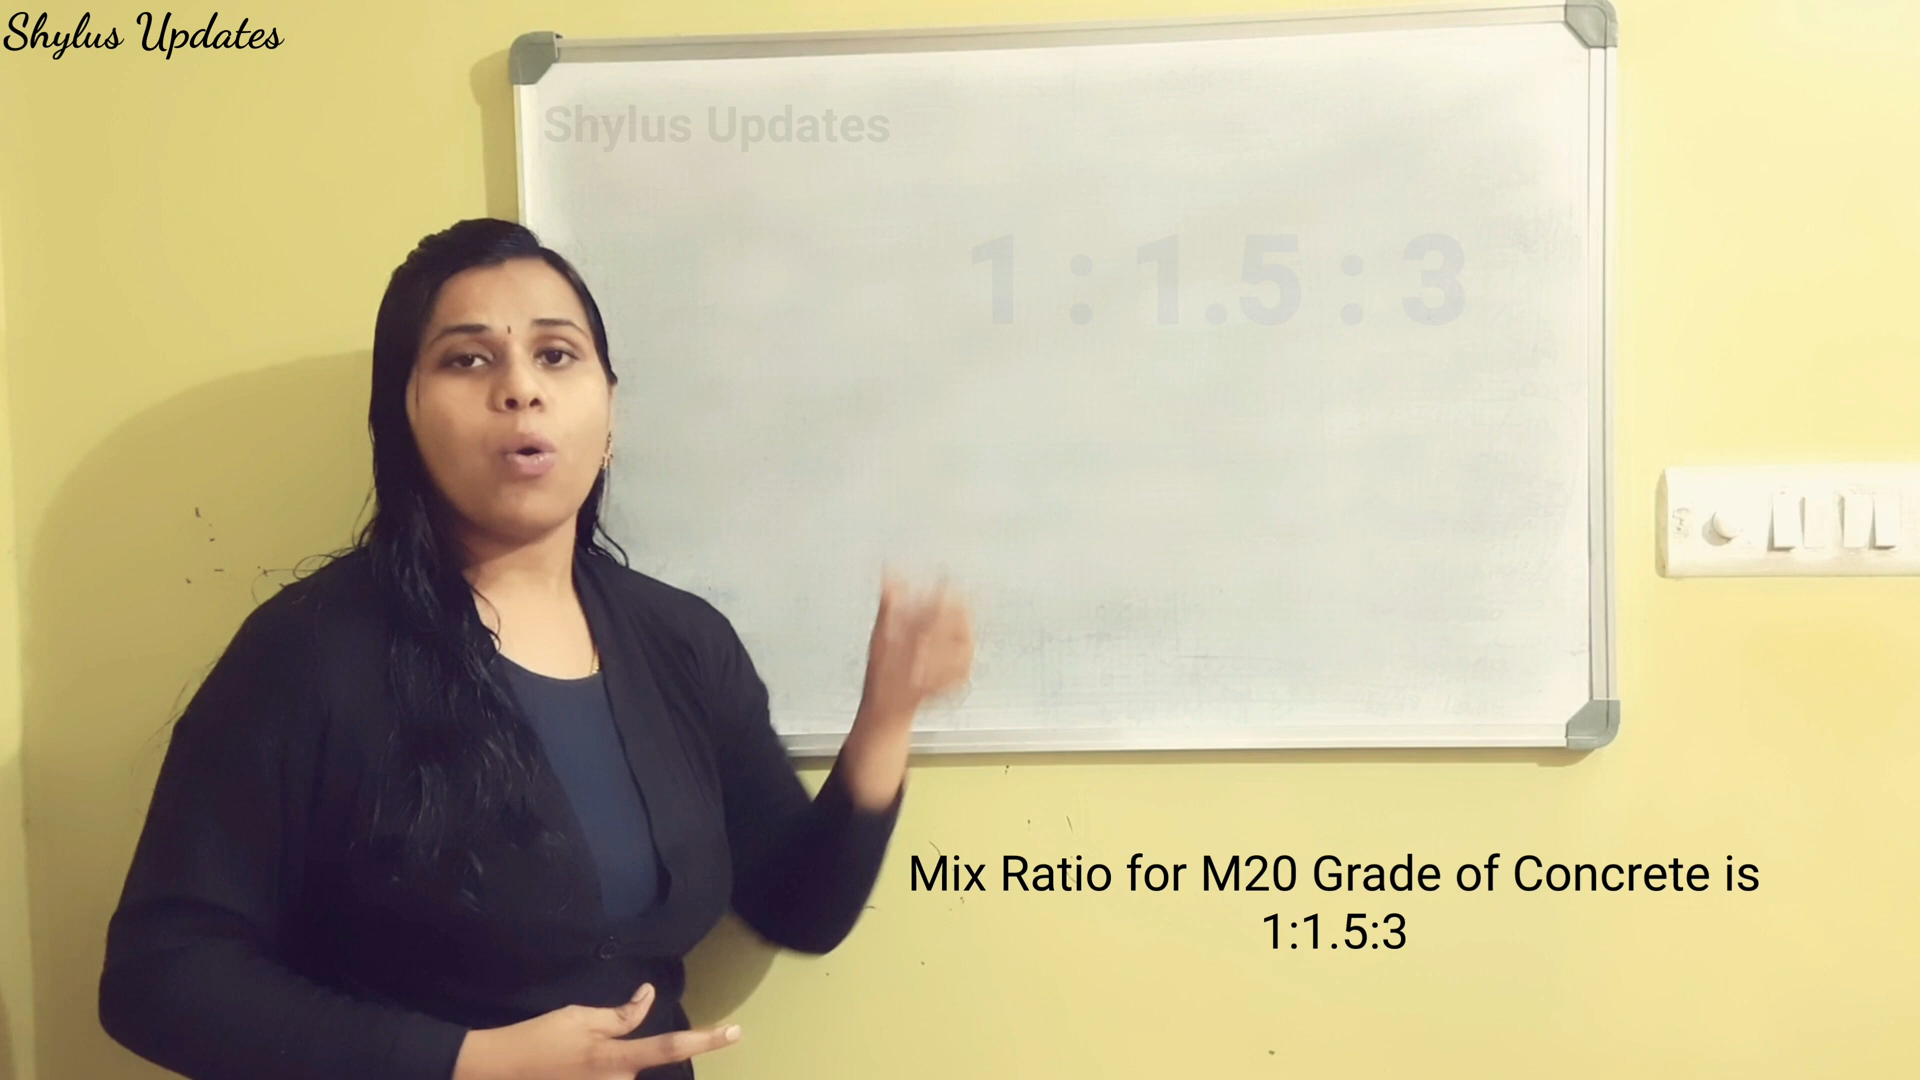 Shylus Updates
Shylus Updates
1 : 1.5 : 3
Mix Ratio for M20 Grade of Concrete is
1:1.5:3